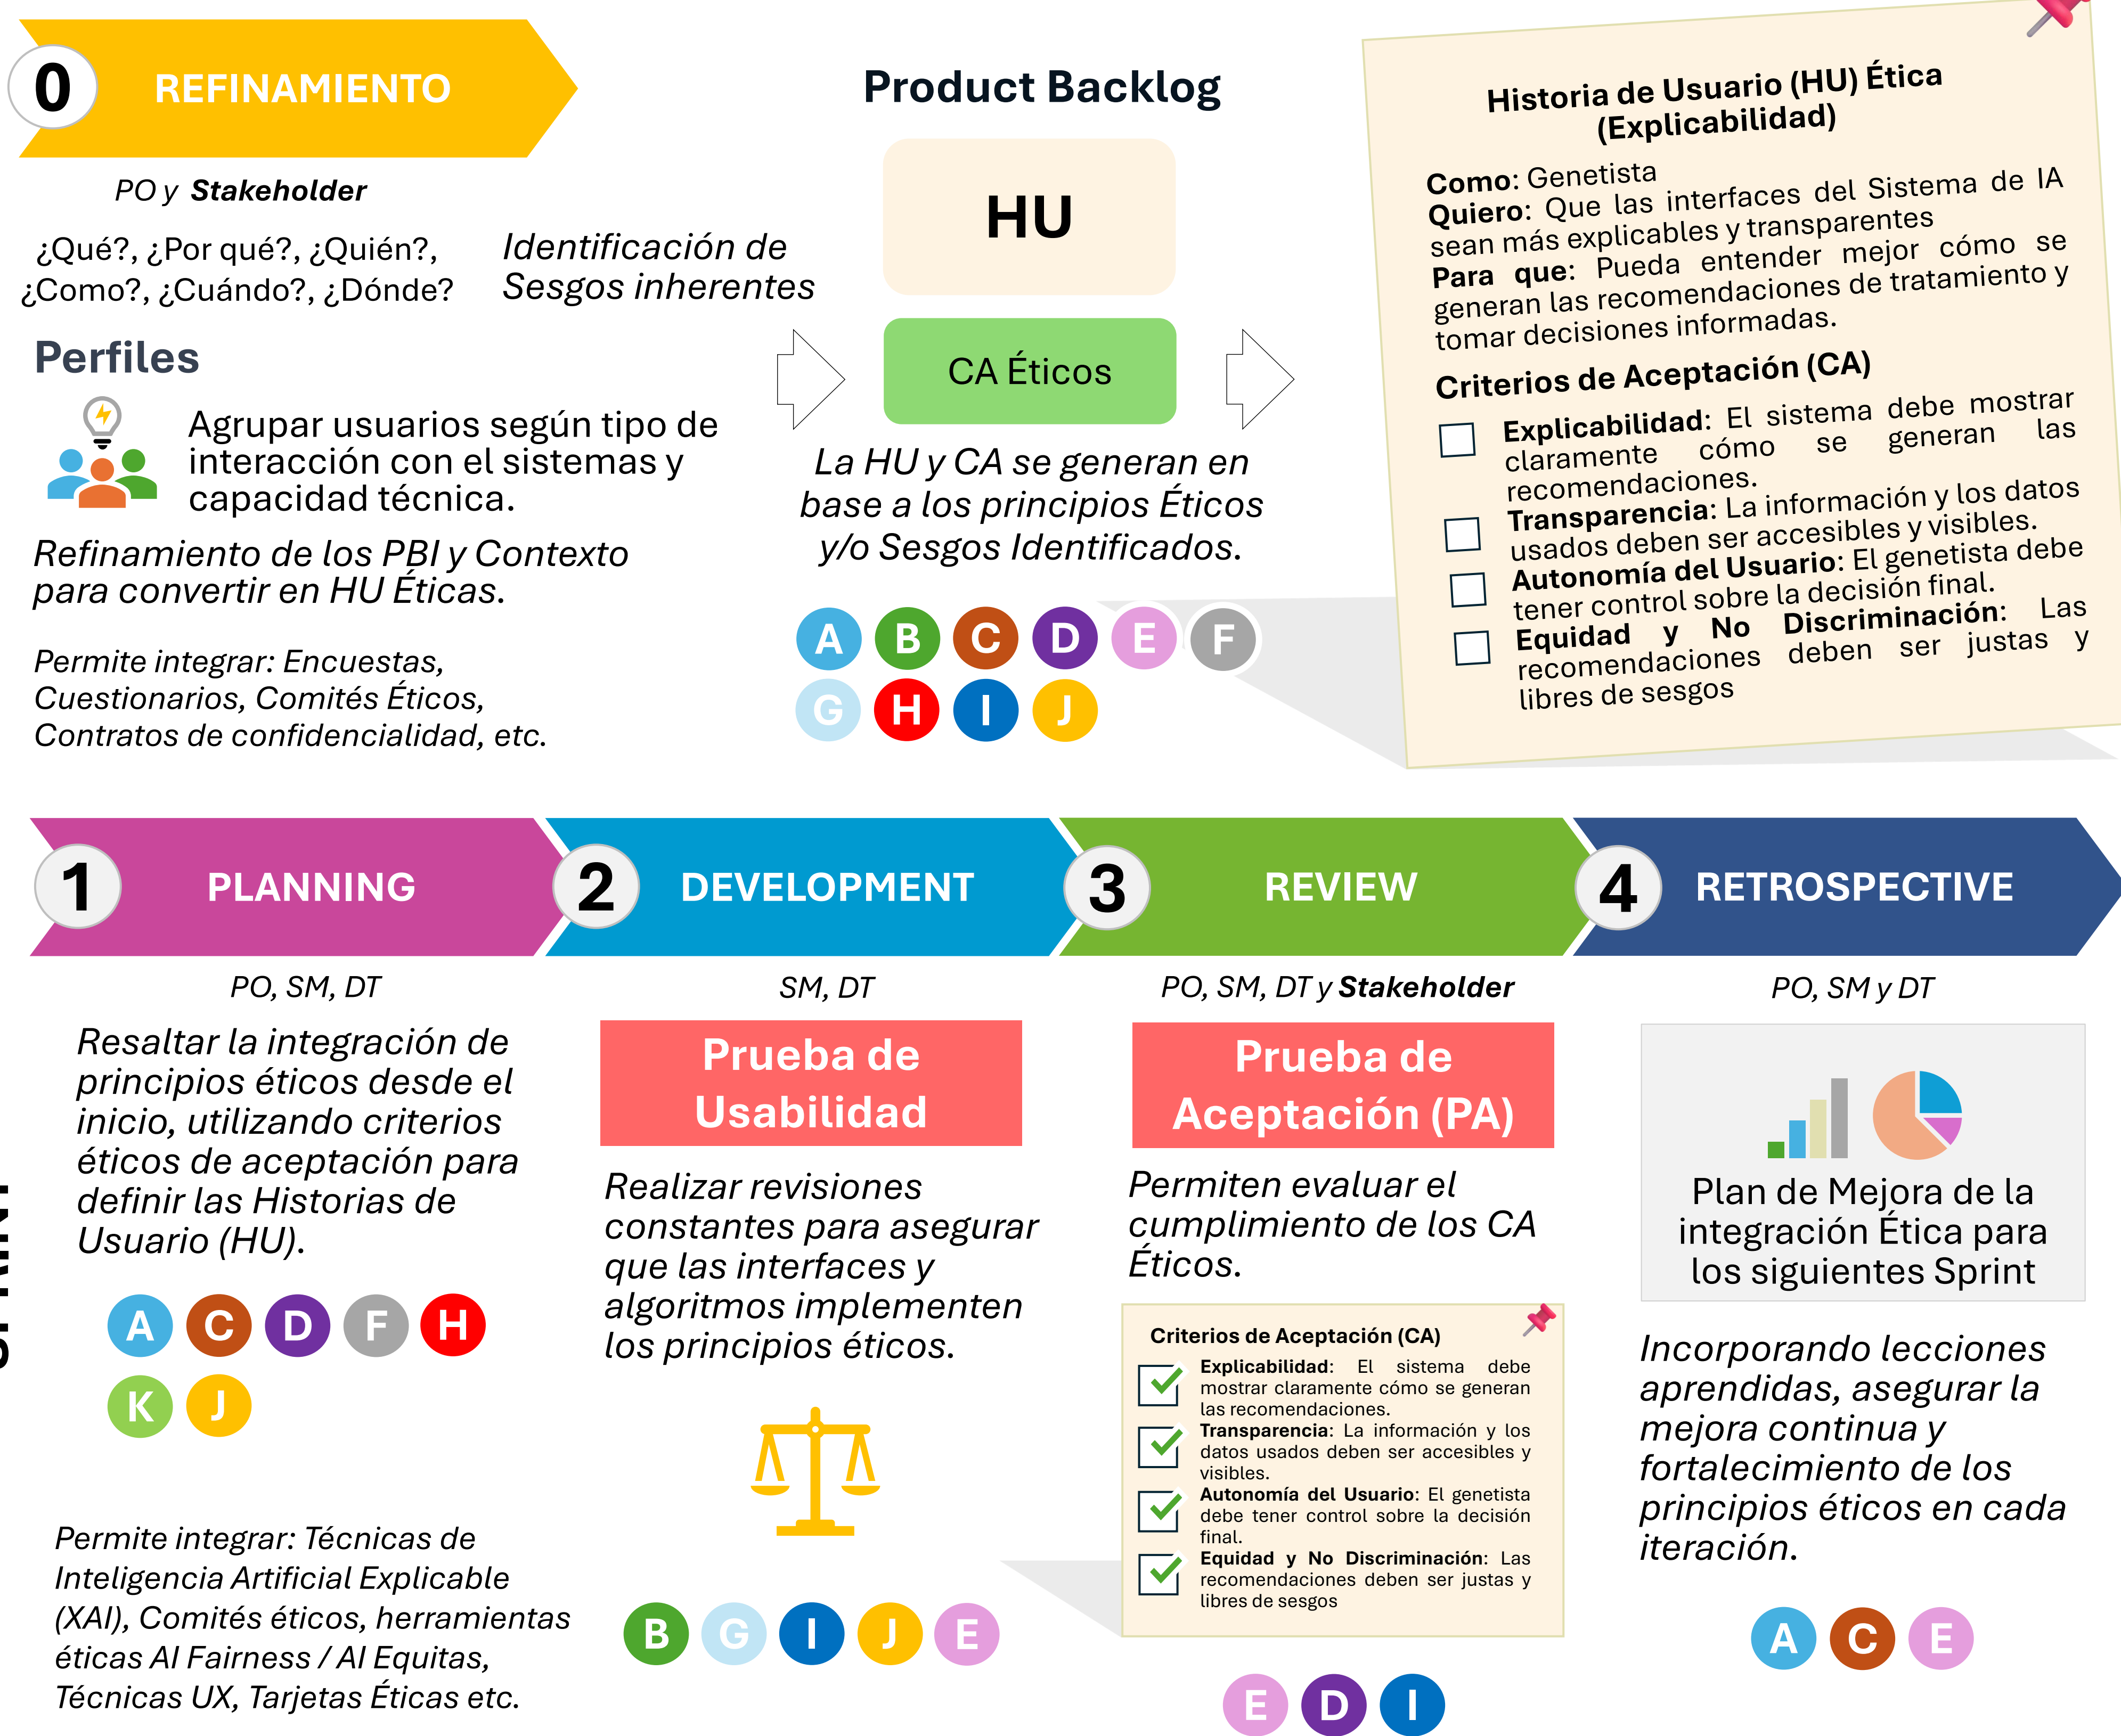 0
REFINAMIENTO
PO y Stakeholder
¿Qué?, ¿Por qué?, ¿Quién?,
¿Como?, ¿Cuándo?, ¿Dónde?
Identificación de
Sesgos inherentes
Perfiles
Agrupar usuarios según tipo de
interacción con el sistemas y
capacidad técnica.
Refinamiento de los PBI y Contexto
para convertir en HU Éticas.
Permite integrar: Encuestas,
Cuestionarios, Comités Éticos,
Contratos de confidencialidad, etc.
Product Backlog
HU
CA Éticos
La HU y CA se generan en
base a los principios Éticos
y/o Sesgos Identificados.
A B C D E F
G H I J
Historia de Usuario (HU) Ética
(Explicabilidad)
Como: Genetista
Quiero: Que las interfaces del Sistema de IA
sean más explicables y transparentes
Para que: Pueda entender mejor cómo se
generan las recomendaciones de tratamiento y
tomar decisiones informadas.
Criterios de Aceptación (CA)
Explicabilidad: El sistema debe mostrar
claramente cómo se generan las
recomendaciones.
Transparencia: La información y los datos
usados deben ser accesibles y visibles.
Autonomía del Usuario: El genetista debe
tener control sobre la decisión final.
Equidad y No Discriminación: Las
recomendaciones deben ser justas y
libres de sesgos
1
PLANNING
PO, SM, DT
Resaltar la integración de
principios éticos desde el
inicio, utilizando criterios
éticos de aceptación para
definir las Historias de
Usuario (HU).
A C D F H
K J
Permite integrar: Técnicas de
Inteligencia Artificial Explicable
(XAI), Comités éticos, herramientas
éticas AI Fairness / AI Equitas,
Técnicas UX, Tarjetas Éticas etc.
2
DEVELOPMENT
SM, DT
Prueba de
Usabilidad
Realizar revisiones
constantes para asegurar
que las interfaces y
algoritmos implementen
los principios éticos.
B G I J E
3
REVIEW
PO, SM, DT y Stakeholder
Prueba de
Aceptación (PA)
Permiten evaluar el
cumplimiento de los CA
Éticos.
Criterios de Aceptación (CA)
Explicabilidad: El sistema debe
mostrar claramente cómo se generan
las recomendaciones.
Transparencia: La información y los
datos usados deben ser accesibles y
visibles.
Autonomía del Usuario: El genetista
debe tener control sobre la decisión
final.
Equidad y No Discriminación: Las
recomendaciones deben ser justas y
libres de sesgos
E D I
4
RETROSPECTIVE
PO, SM y DT
Plan de Mejora de la
integración Ética para
los siguientes Sprint
Incorporando lecciones
aprendidas, asegurar la
mejora continua y
fortalecimiento de los
principios éticos en cada
iteración.
A C E